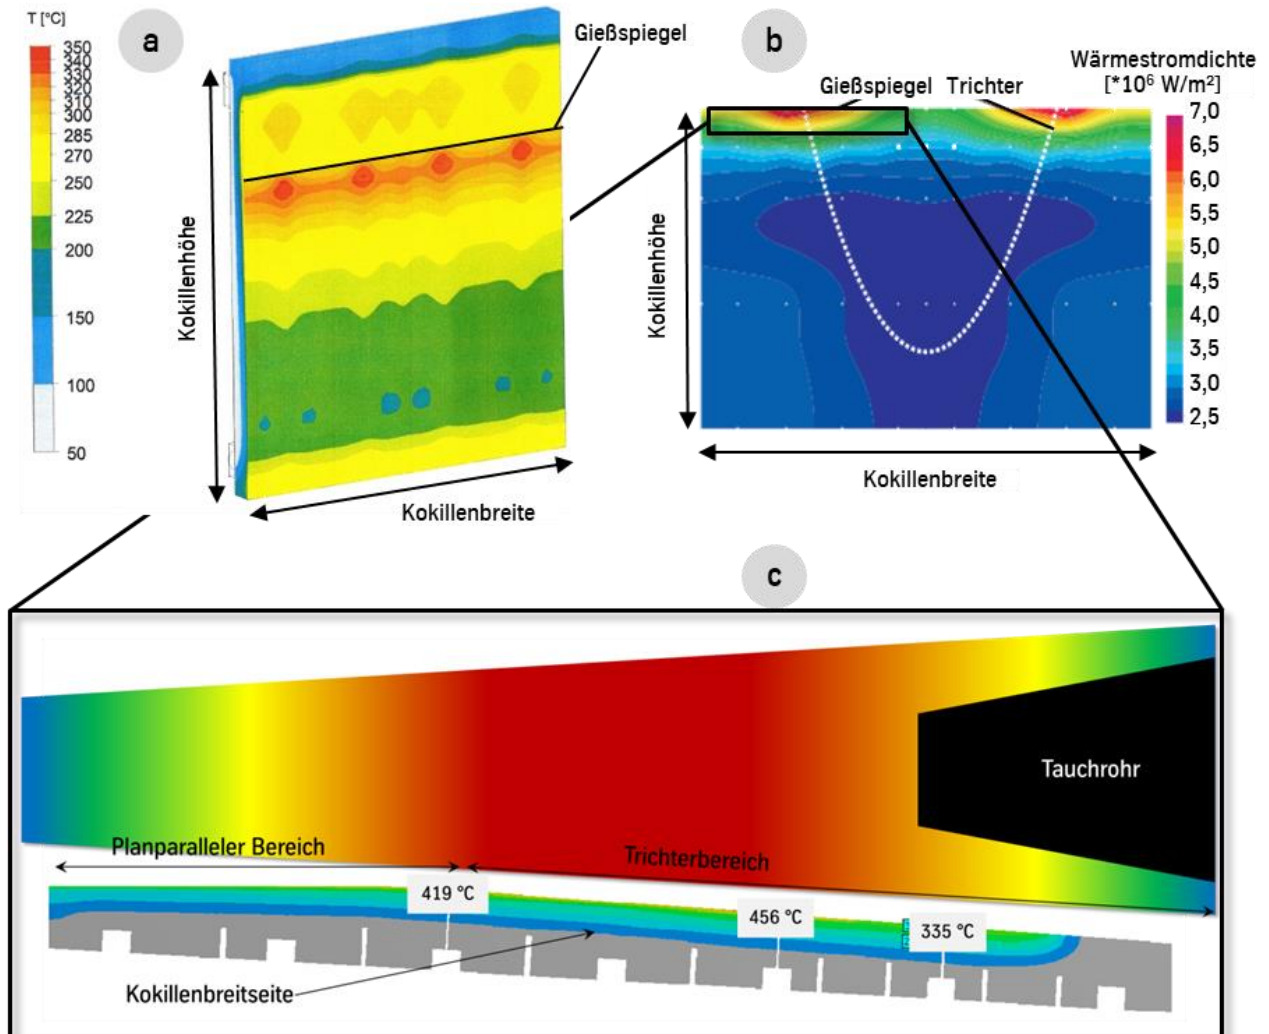 T [°C]
350
340
330
320
300
285
270
250
225
200
150
100
50
a
Gießspiegel
Kokillenhöhe
Kokillenbreite
b
Wärmestromdichte
[*10⁶ W/m²]
Gießspiegel Trichter
7,0
6,5
6,0
5,5
5,0
4,5
4,0
3,5
3,0
2,5
Kokillenhöhe
Kokillenbreite
c
Tauchrohr
Planparalleler Bereich
Trichterbereich
419 °C
456 °C
335 °C
Kokillenbreitseite